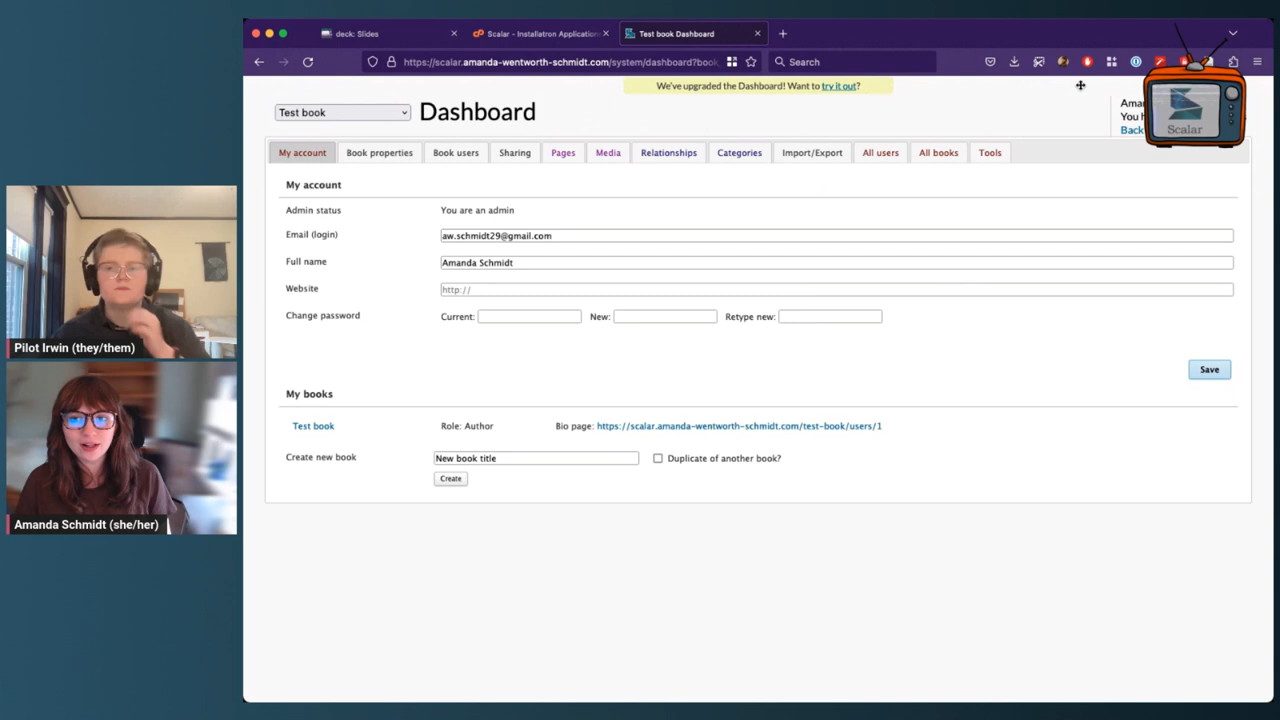 deck: Slides
Scalar - Installatron Application
Test book Dashboard
https://scalar.amanda-wentworth-schmidt.com/system/dashboard?book_
Search
We've upgraded the Dashboard! Want to try it out?
Test book
Dashboard
Ama
You h
Back
Scalar
My account
Book properties
Book users
Sharing
Pages
Media
Relationships
Categories
Import/Export
All users
All books
Tools
My account
Admin status
You are an admin
Email (login)
aw.schmidt29@gmail.com
Full name
Amanda Schmidt
Website
http://
Change password
Current:
New:
Retype new:
Save
My books
Test book
Role: Author
Bio page: https://scalar.amanda-wentworth-schmidt.com/test-book/users/1
Create new book
New book title
Duplicate of another book?
Create
Pilot Irwin (they/them)
Amanda Schmidt (she/her)